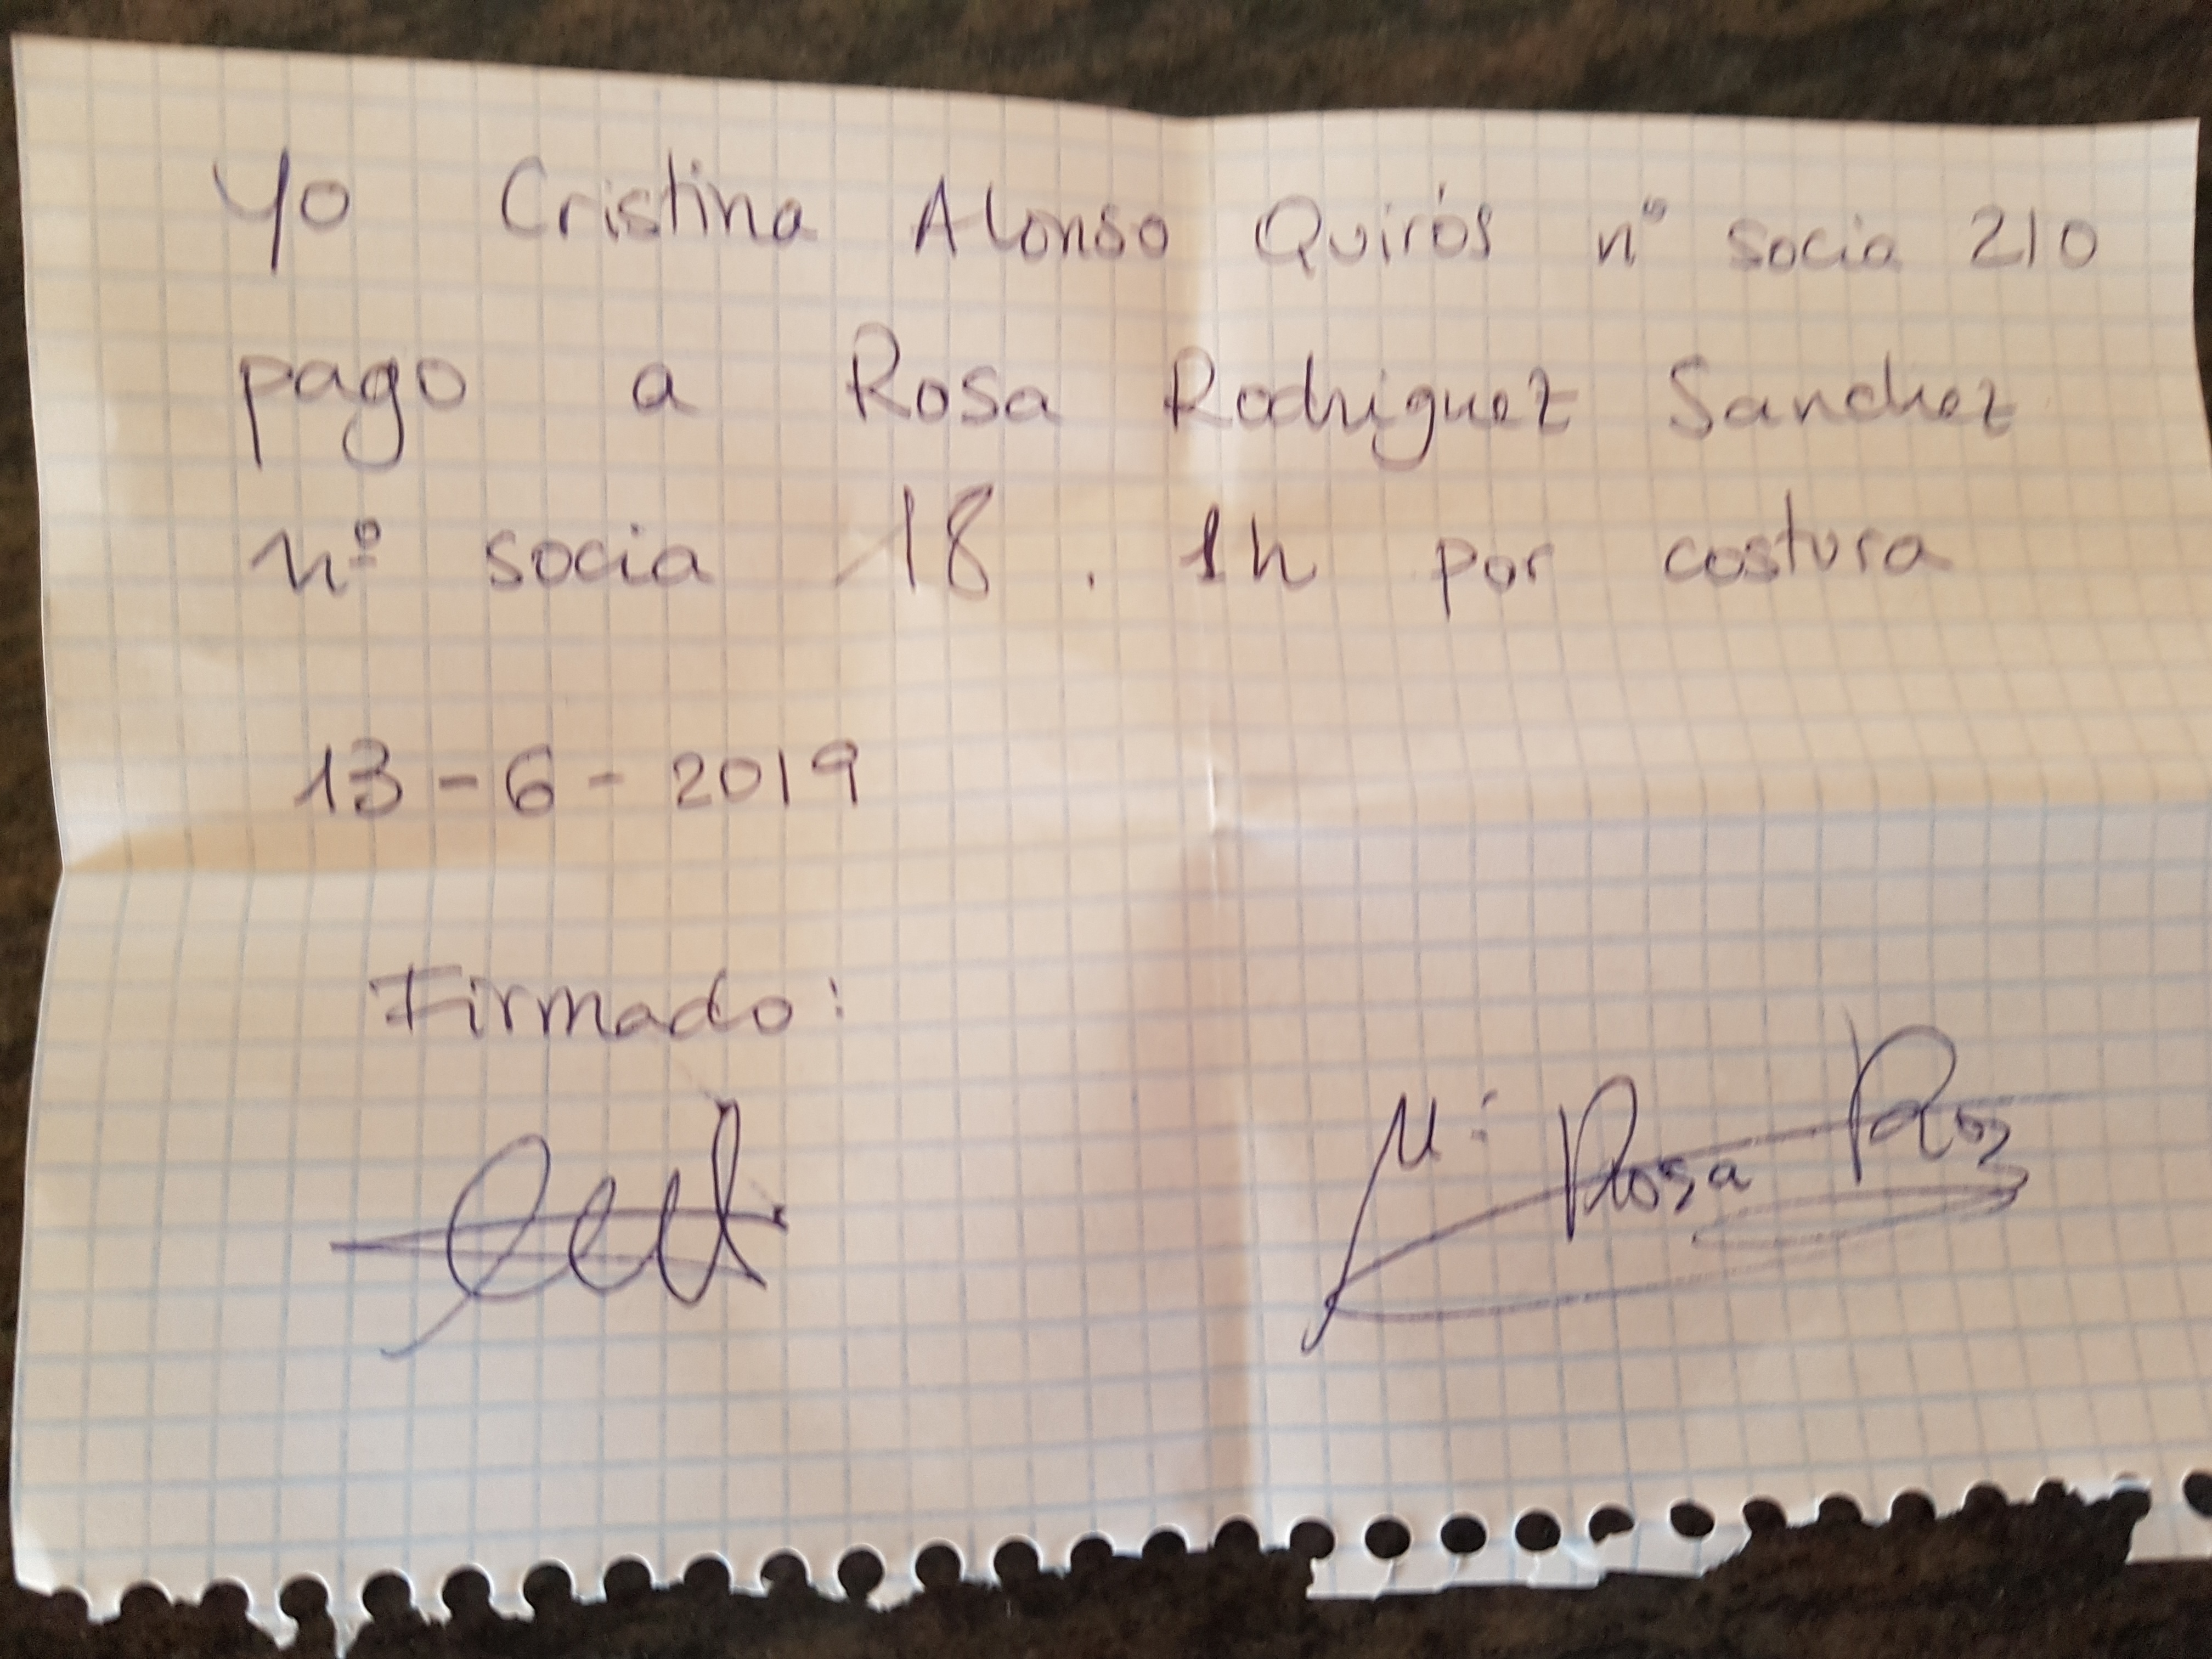 Yo Cristina Alonso Quirós nº socia 210
pago a Rosa Rodriguez Sanchez
nº socia 18. 1h por costura
13-6-2019
Firmado:
Mª Rosa